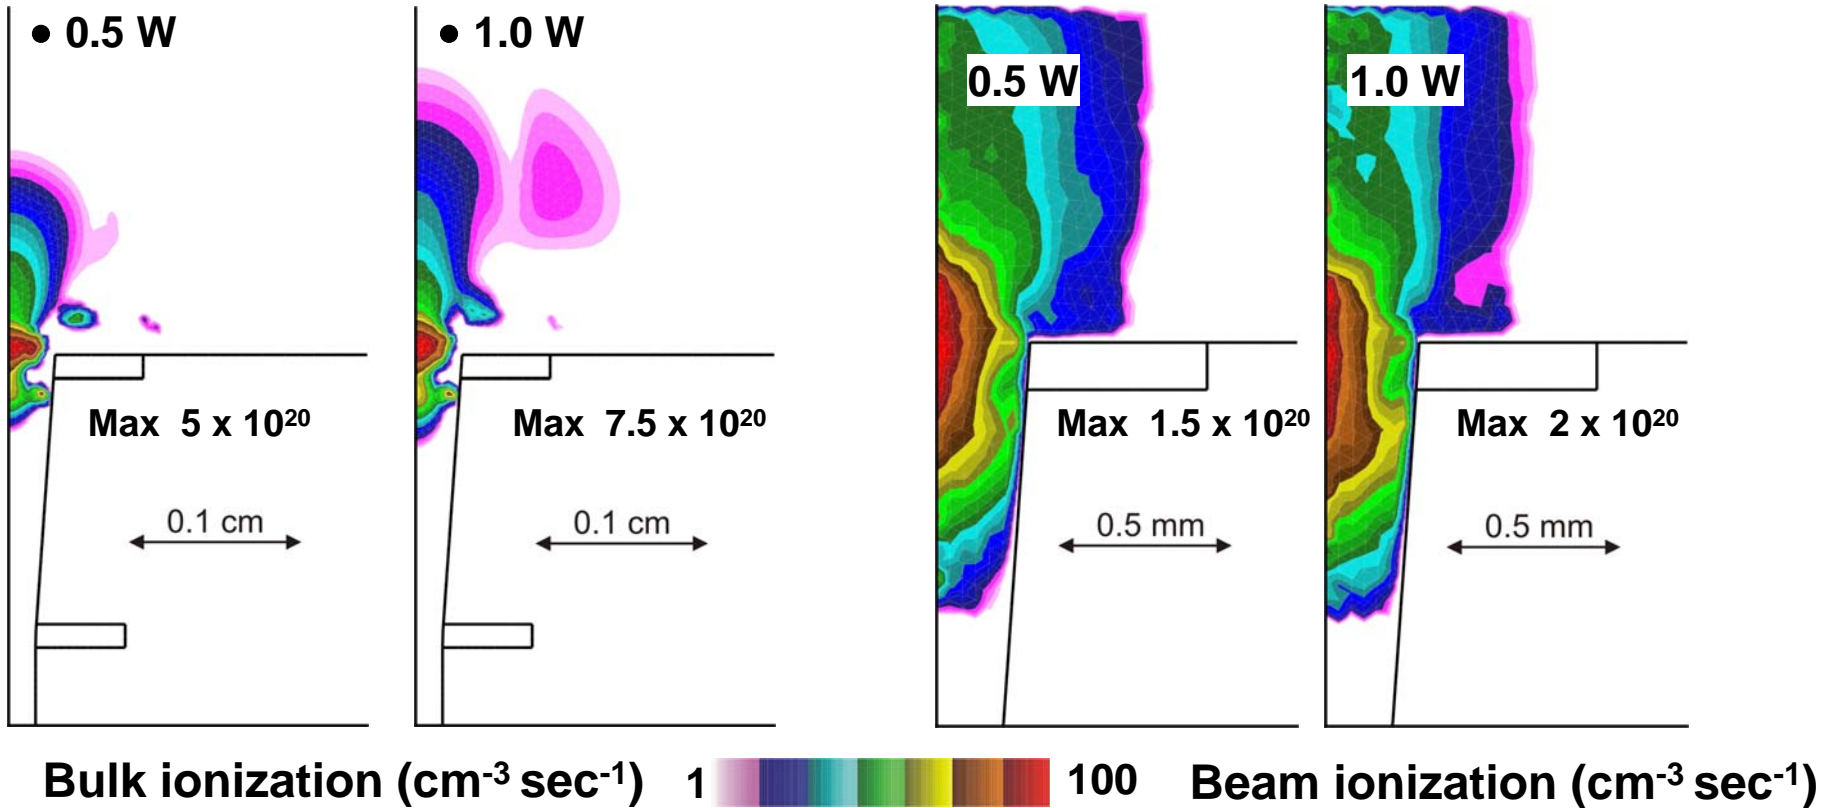 • 0.5 W
• 1.0 W
0.5 W
1.0 W
Max 5 x 10²⁰
Max 7.5 x 10²⁰
Max 1.5 x 10²⁰
Max 2 x 10²⁰
0.1 cm
0.1 cm
0.5 mm
0.5 mm
Bulk ionization (cm⁻³ sec⁻¹)
1
100
Beam ionization (cm⁻³ sec⁻¹)